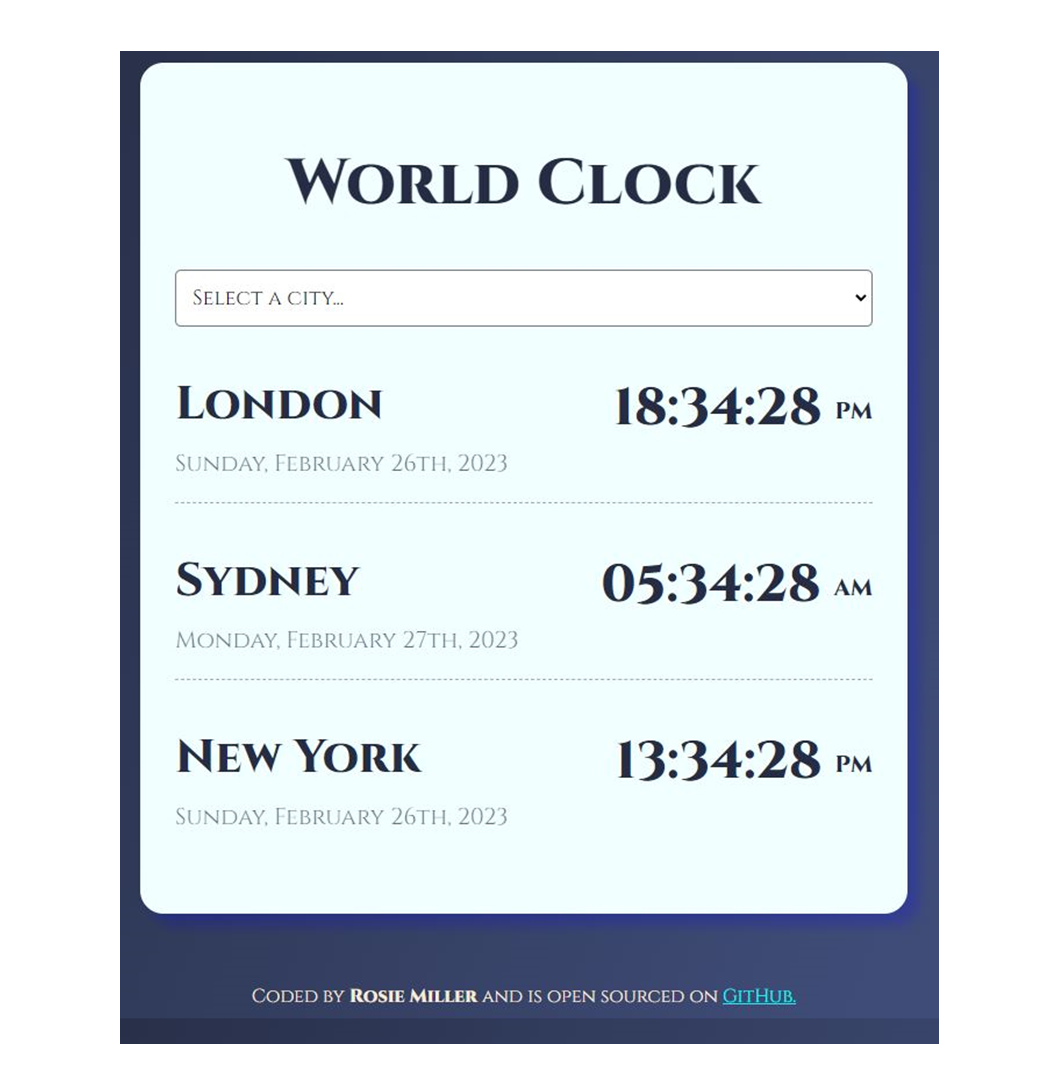 World Clock
Select a city...
London 18:34:28 PM
Sunday, February 26th, 2023
Sydney 05:34:28 AM
Monday, February 27th, 2023
New York 13:34:28 PM
Sunday, February 26th, 2023
Coded by Rosie Miller and is open sourced on GitHub.